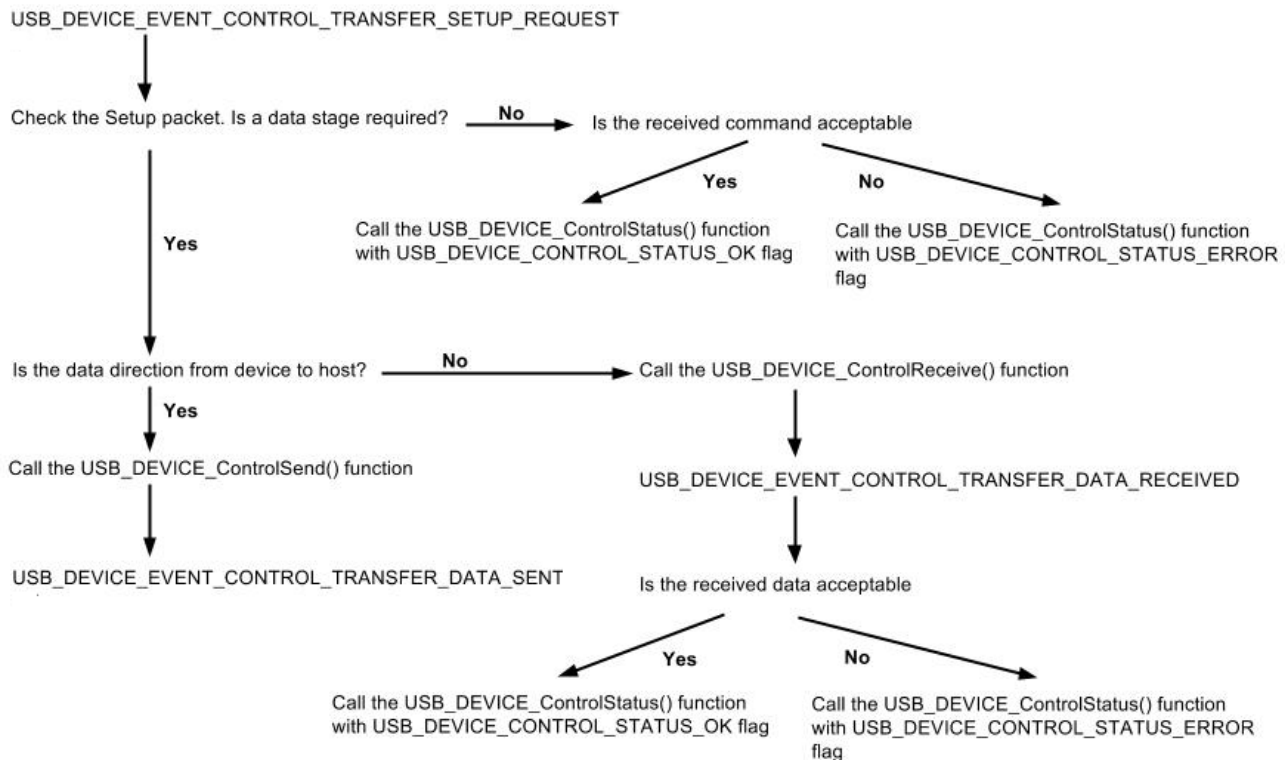 USB_DEVICE_EVENT_CONTROL_TRANSFER_SETUP_REQUEST
Check the Setup packet. Is a data stage required?
No
Is the received command acceptable
Yes
No
Call the USB_DEVICE_ControlStatus() function
with USB_DEVICE_CONTROL_STATUS_OK flag
Call the USB_DEVICE_ControlStatus() function
with USB_DEVICE_CONTROL_STATUS_ERROR
flag
Yes
Is the data direction from device to host?
No
Call the USB_DEVICE_ControlReceive() function
Yes
Call the USB_DEVICE_ControlSend() function
USB_DEVICE_EVENT_CONTROL_TRANSFER_DATA_RECEIVED
USB_DEVICE_EVENT_CONTROL_TRANSFER_DATA_SENT
Is the received data acceptable
Yes
No
Call the USB_DEVICE_ControlStatus() function
with USB_DEVICE_CONTROL_STATUS_OK flag
Call the USB_DEVICE_ControlStatus() function
with USB_DEVICE_CONTROL_STATUS_ERROR
flag